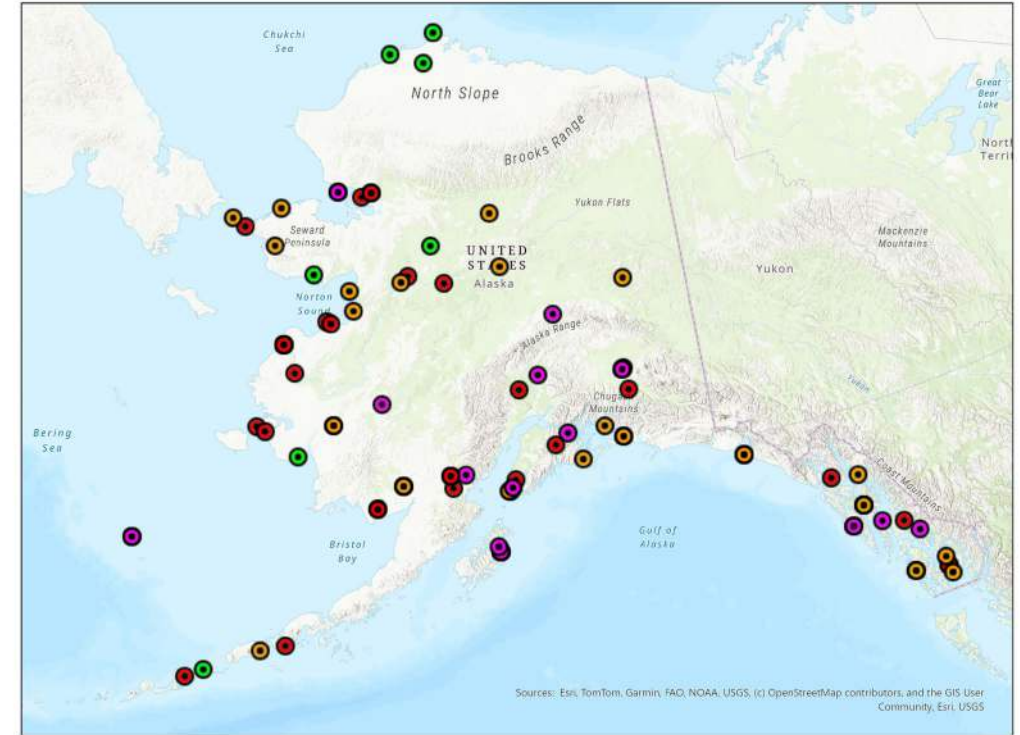 Chukchi
Sea
Great
Bear
Lake
North Slope
North
Territ
Brooks Range
Yukon Flats
Seward
Peninsula
Mackenzie
Mountains
UNITED
STATES
Alaska
Yukon
Norton
Sound
Alaska Range
Yukon
Chugach
Mountains
Bering
Sea
Coast Mountains
Gulf of
Alaska
Bristol
Bay
Sources: Esri, TomTom, Garmin, FAO, NOAA, USGS, (c) OpenStreetMap contributors, and the GIS User
Community, Esri, USGS